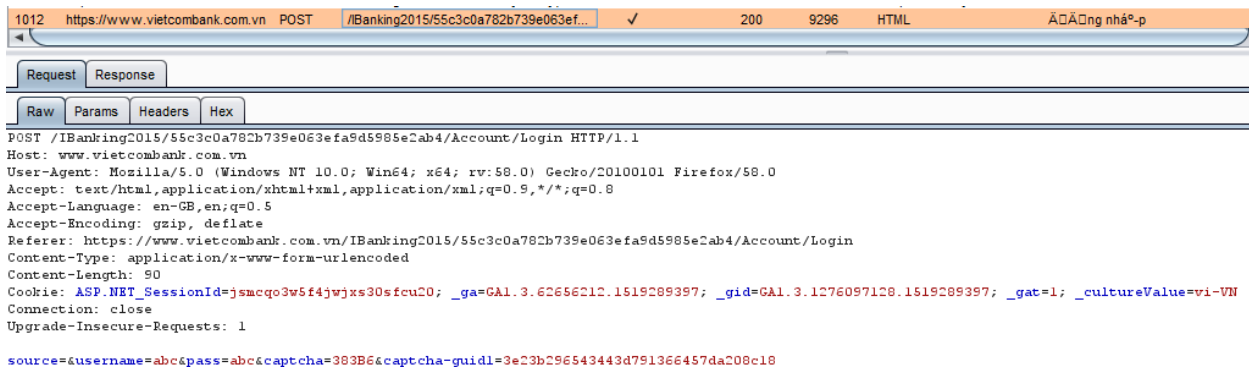 1012 https://www.vietcombank.com.vn POST /IBanking2015/55c3c0a782b739e063ef... ✓ 200 9296 HTML Ä□Ä□ng nháº­p
Request Response
Raw Params Headers Hex
POST /IBanking2015/55c3c0a782b739e063efa9d5985e2ab4/Account/Login HTTP/1.1
Host: www.vietcombank.com.vn
User-Agent: Mozilla/5.0 (Windows NT 10.0; Win64; x64; rv:58.0) Gecko/20100101 Firefox/58.0
Accept: text/html,application/xhtml+xml,application/xml;q=0.9,*/*;q=0.8
Accept-Language: en-GB,en;q=0.5
Accept-Encoding: gzip, deflate
Referer: https://www.vietcombank.com.vn/IBanking2015/55c3c0a782b739e063efa9d5985e2ab4/Account/Login
Content-Type: application/x-www-form-urlencoded
Content-Length: 90
Cookie: ASP.NET_SessionId=jsmcqo3w5f4jwjxs30sfcu20; _ga=GA1.3.62656212.1519289397; _gid=GA1.3.1276097128.1519289397; _gat=1; _cultureValue=vi-VN
Connection: close
Upgrade-Insecure-Requests: 1
source=&username=abc&pass=abc&captcha=383B6&captcha-guid1=3e23b296543443d791366457da208c18